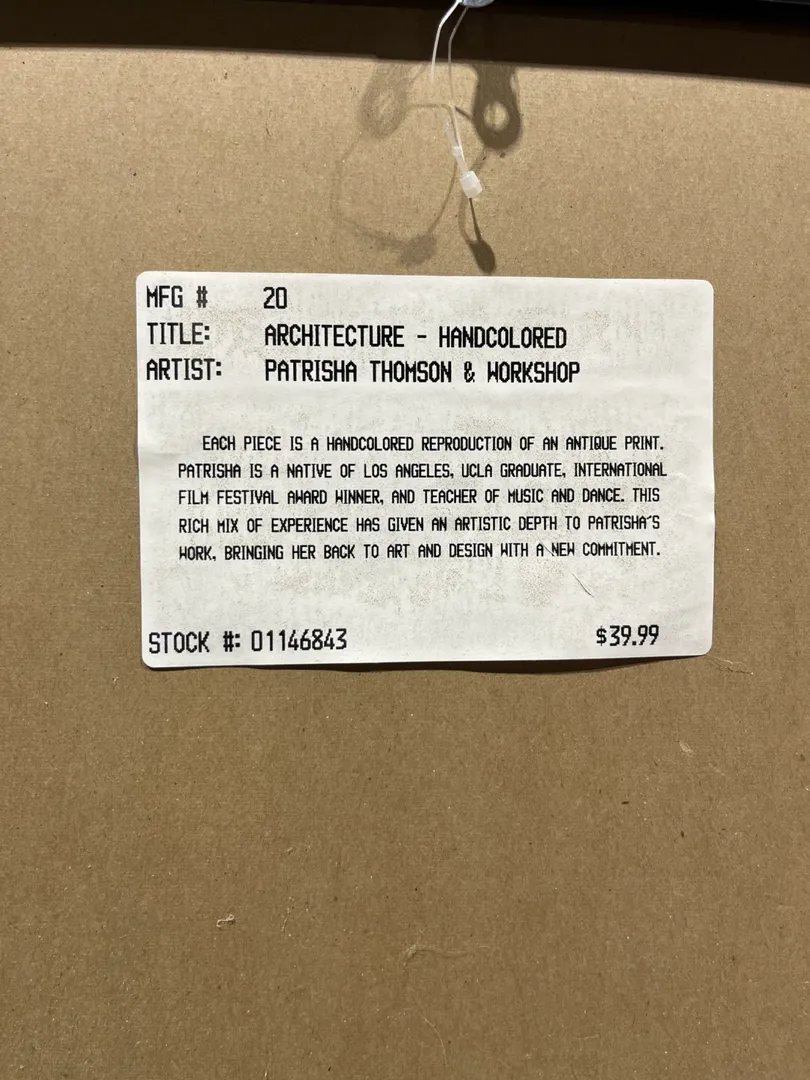 MFG # 20
TITLE: ARCHITECTURE - HANDCOLORED
ARTIST: PATRISHA THOMSON & WORKSHOP
EACH PIECE IS A HANDCOLORED REPRODUCTION OF AN ANTIQUE PRINT.
PATRISHA IS A NATIVE OF LOS ANGELES, UCLA GRADUATE, INTERNATIONAL
FILM FESTIVAL AWARD WINNER, AND TEACHER OF MUSIC AND DANCE. THIS
RICH MIX OF EXPERIENCE HAS GIVEN AN ARTISTIC DEPTH TO PATRISHA'S
WORK, BRINGING HER BACK TO ART AND DESIGN WITH A NEW COMMITMENT.
STOCK #: 01146843 $39.99